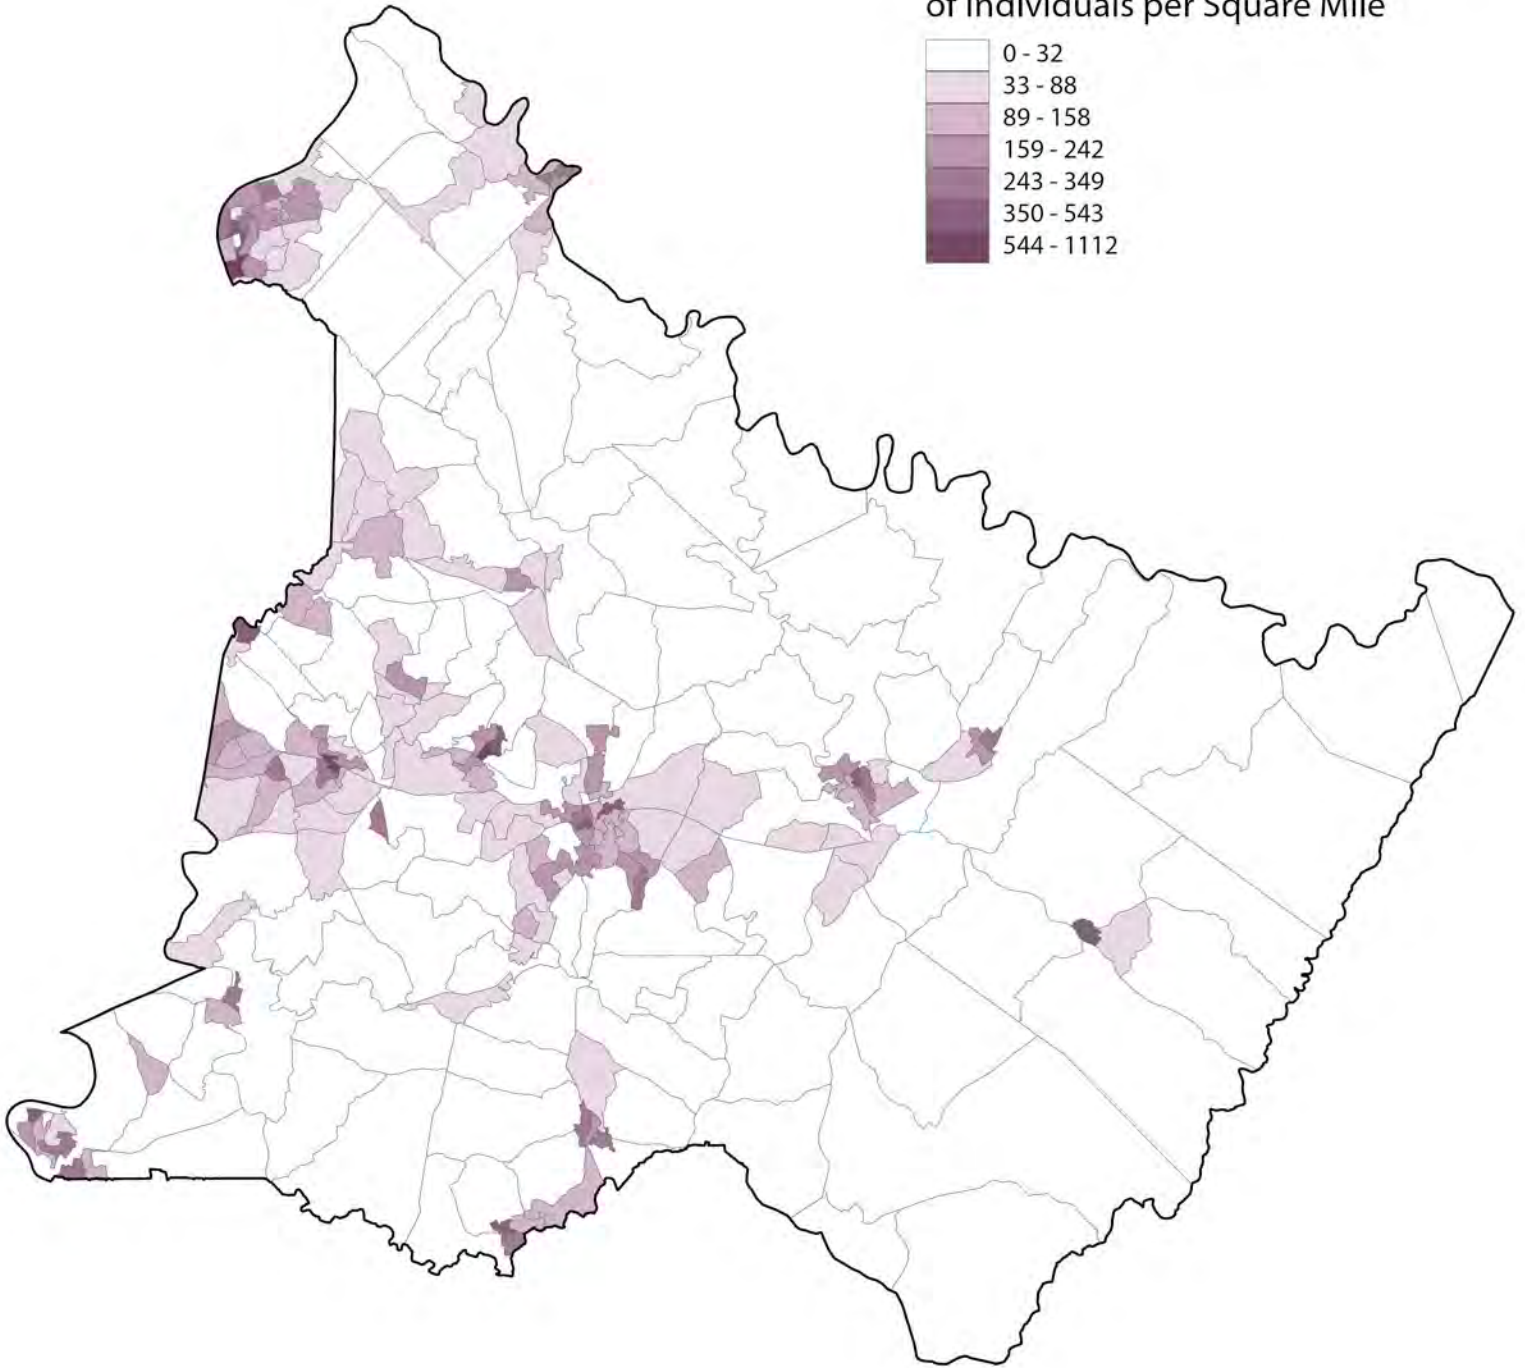 of Individuals per Square Mile
0 - 32
33 - 88
89 - 158
159 - 242
243 - 349
350 - 543
544 - 1112